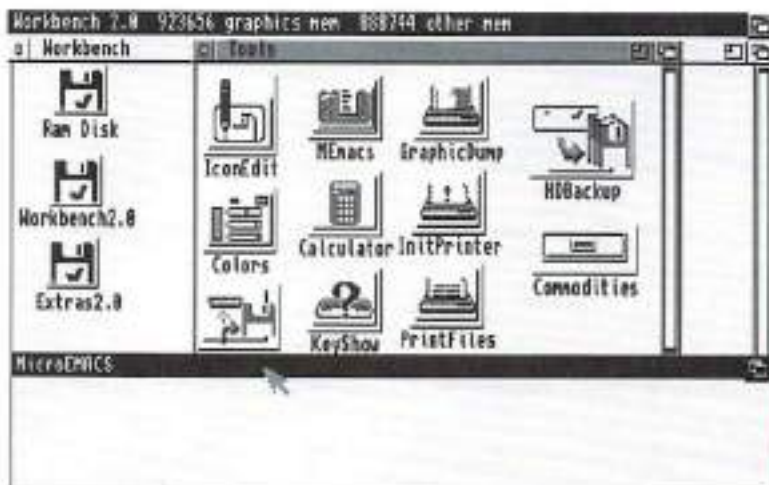 Workbench 2.0 923656 graphics mem 888744 other mem
Workbench
Tools
Ram Disk
Workbench2.0
Extras2.0
IconEdit
MEmacs
GraphicDump
HDBackup
Colors
Calculator
InitPrinter
Commodities
KeyShow
PrintFiles
MicroEMACS